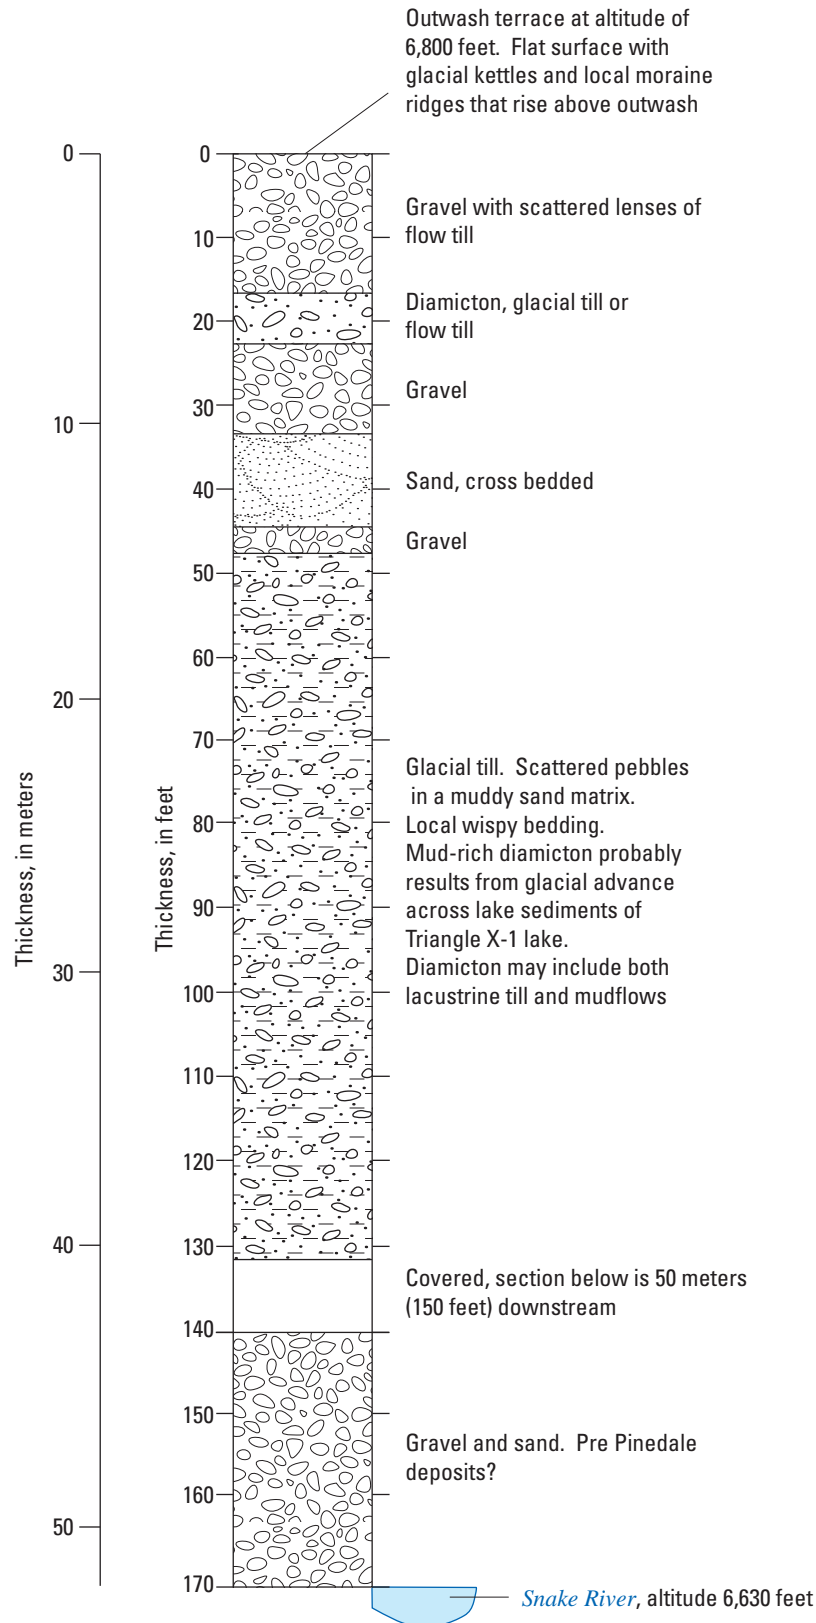 Outwash terrace at altitude of
6,800 feet. Flat surface with
glacial kettles and local moraine
ridges that rise above outwash
0
10
20
30
40
50
Thickness, in meters
0
10
20
30
40
50
60
70
80
90
100
110
120
130
140
150
160
170
Thickness, in feet
Gravel with scattered lenses of
flow till
Diamicton, glacial till or
flow till
Gravel
Sand, cross bedded
Gravel
Glacial till. Scattered pebbles
in a muddy sand matrix.
Local wispy bedding.
Mud-rich diamicton probably
results from glacial advance
across lake sediments of
Triangle X-1 lake.
Diamicton may include both
lacustrine till and mudflows
Covered, section below is 50 meters
(150 feet) downstream
Gravel and sand. Pre Pinedale
deposits?
Snake River, altitude 6,630 feet